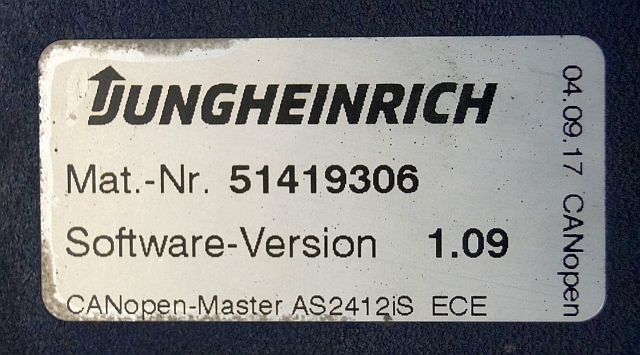 JUNGHEINRICH
Mat.-Nr. 51419306
Software-Version 1.09
CANopen-Master AS2412iS ECE
04.09.17 CANopen